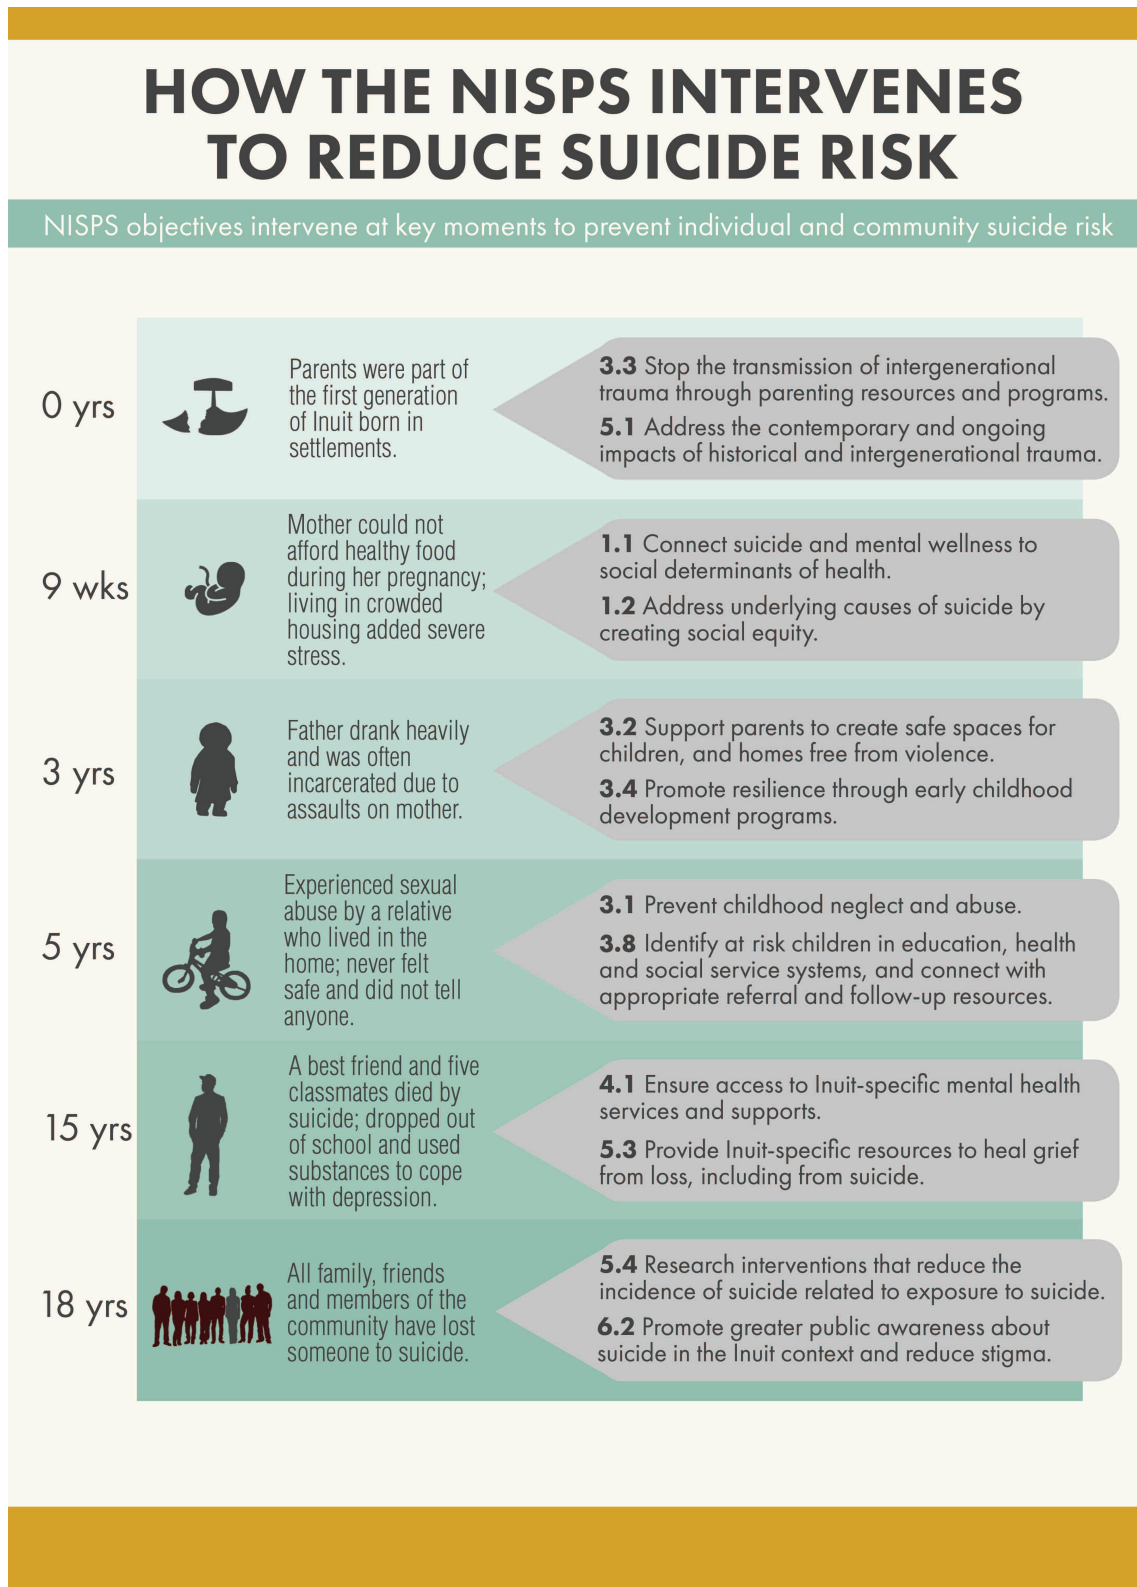 HOW THE NISPS INTERVENES
TO REDUCE SUICIDE RISK
NISPS objectives intervene at key moments to prevent individual and community suicide risk
0 yrs
Parents were part of
the first generation
of Inuit born in
settlements.
3.3 Stop the transmission of intergenerational
trauma through parenting resources and programs.
5.1 Address the contemporary and ongoing
impacts of historical and intergenerational trauma.
9 wks
Mother could not
afford healthy food
during her pregnancy;
living in crowded
housing added severe
stress.
1.1 Connect suicide and mental wellness to
social determinants of health.
1.2 Address underlying causes of suicide by
creating social equity.
3 yrs
Father drank heavily
and was often
incarcerated due to
assaults on mother.
3.2 Support parents to create safe spaces for
children, and homes free from violence.
3.4 Promote resilience through early childhood
development programs.
5 yrs
Experienced sexual
abuse by a relative
who lived in the
home; never felt
safe and did not tell
anyone.
3.1 Prevent childhood neglect and abuse.
3.8 Identify at risk children in education, health
and social service systems, and connect with
appropriate referral and follow-up resources.
15 yrs
A best friend and five
classmates died by
suicide; dropped out
of school and used
substances to cope
with depression.
4.1 Ensure access to Inuit-specific mental health
services and supports.
5.3 Provide Inuit-specific resources to heal grief
from loss, including from suicide.
18 yrs
All family, friends
and members of the
community have lost
someone to suicide.
5.4 Research interventions that reduce the
incidence of suicide related to exposure to suicide.
6.2 Promote greater public awareness about
suicide in the Inuit context and reduce stigma.